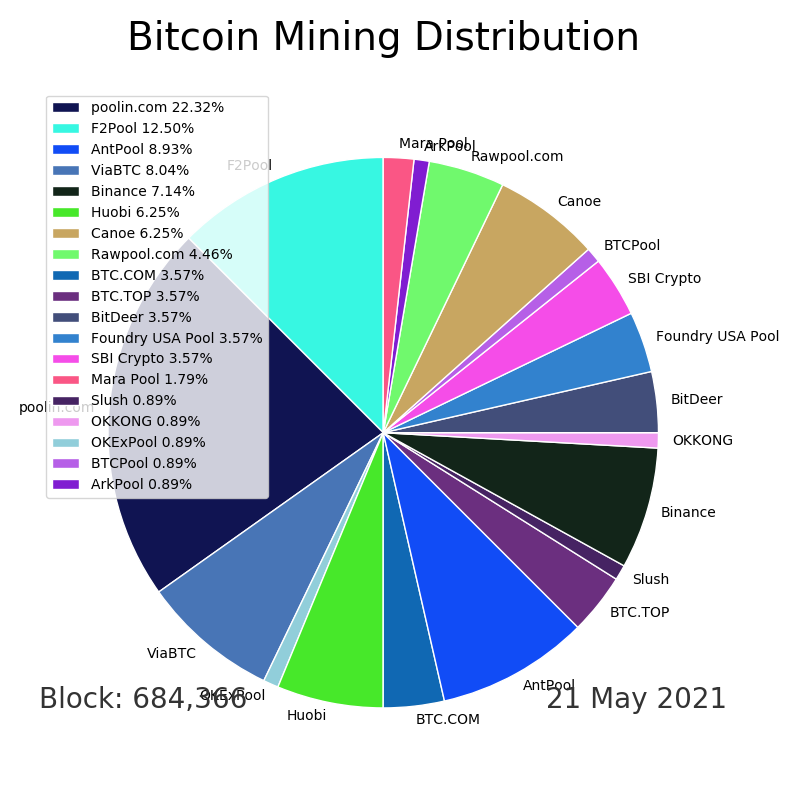 Bitcoin Mining Distribution
poolin.com 22.32%
F2Pool 12.50%
AntPool 8.93%
ViaBTC 8.04%
Binance 7.14%
Huobi 6.25%
Canoe 6.25%
Rawpool.com 4.46%
BTC.COM 3.57%
BTC.TOP 3.57%
BitDeer 3.57%
Foundry USA Pool 3.57%
SBI Crypto 3.57%
Mara Pool 1.79%
Slush 0.89%
OKKONG 0.89%
OKExPool 0.89%
BTCPool 0.89%
ArkPool 0.89%
Mara Pool
ArkPool
Rawpool.com
F2Pool
Canoe
BTCPool
SBI Crypto
Foundry USA Pool
BitDeer
poolin.com
OKKONG
Binance
Slush
BTC.TOP
ViaBTC
AntPool
OKExPool
Huobi
BTC.COM
Block: 684,366
21 May 2021